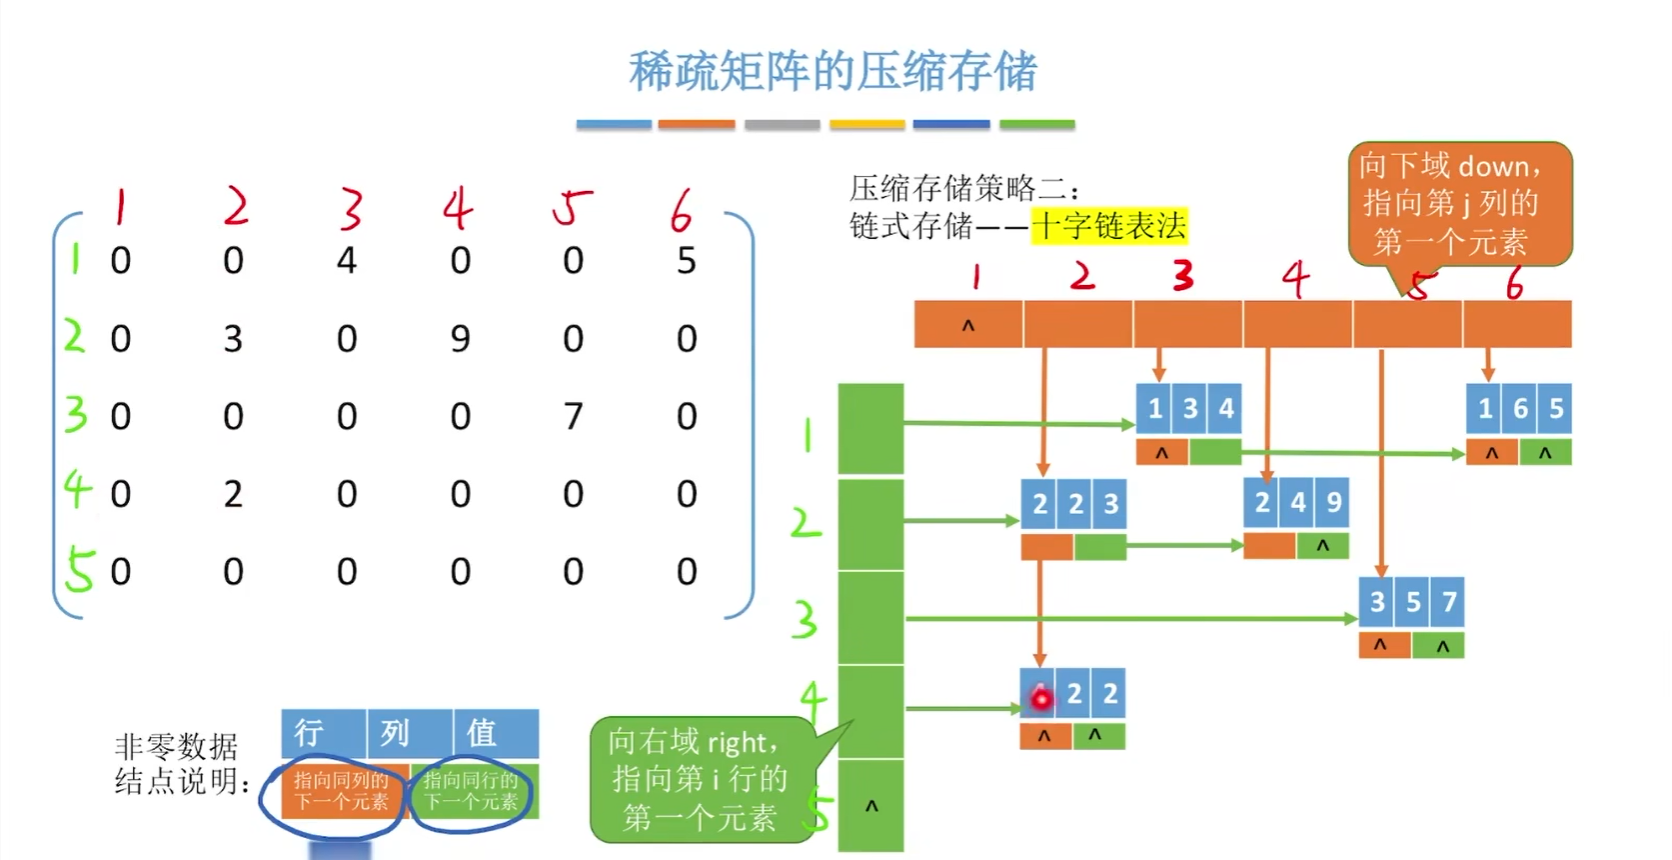 稀疏矩阵的压缩存储
1 2 3 4 5 6
1 0 0 4 0 0 5
2 0 3 0 9 0 0
3 0 0 0 0 7 0
4 0 2 0 0 0 0
5 0 0 0 0 0 0
非零数据
结点说明:
行 列 值
指向同列的
下一个元素
指向同行的
下一个元素
压缩存储策略二:
链式存储——十字链表法
向下域 down,
指向第 j 列的
第一个元素
1 2 3 4 5 6
^
1
1 3 4
^
1 6 5
^ ^
2
2 2 3
2 4 9
^
3
3 5 7
^ ^
4
2 2
^ ^
向右域 right,
指向第 i 行的
第一个元素
5
^